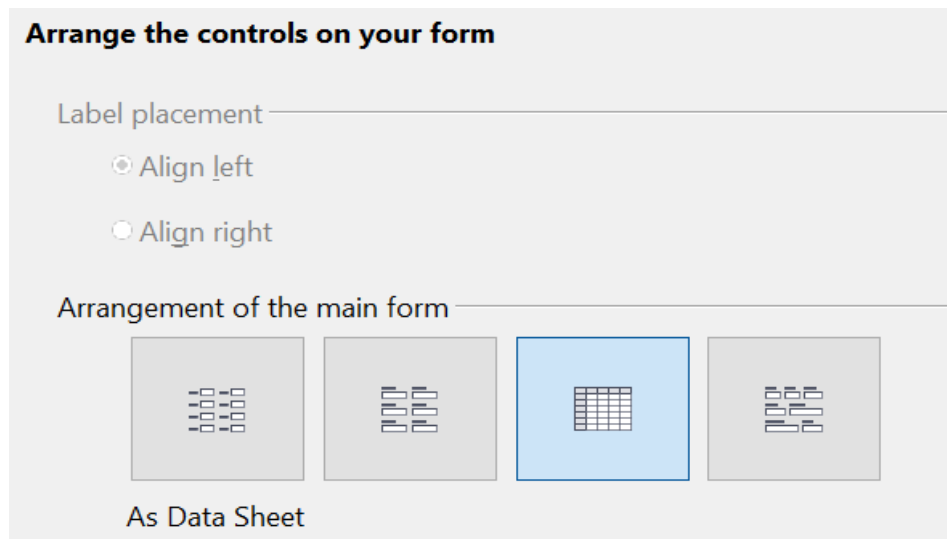 Arrange the controls on your form
Label placement
Align left
Align right
Arrangement of the main form
As Data Sheet